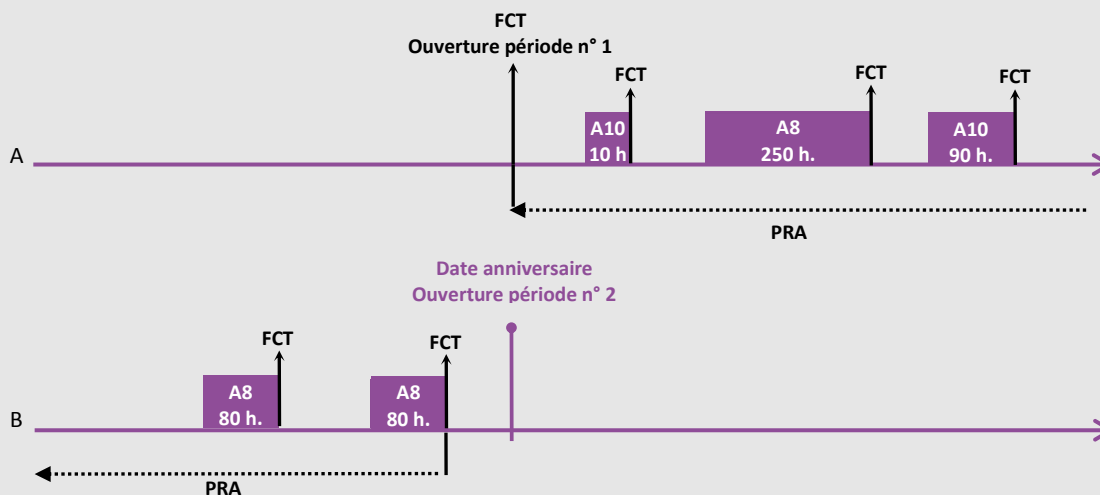 FCT
Ouverture période n° 1
FCT
FCT
FCT
A10
10 h
A8
250 h.
A10
90 h.
A
PRA
Date anniversaire
Ouverture période n° 2
FCT
FCT
A8
80 h.
A8
80 h.
B
PRA